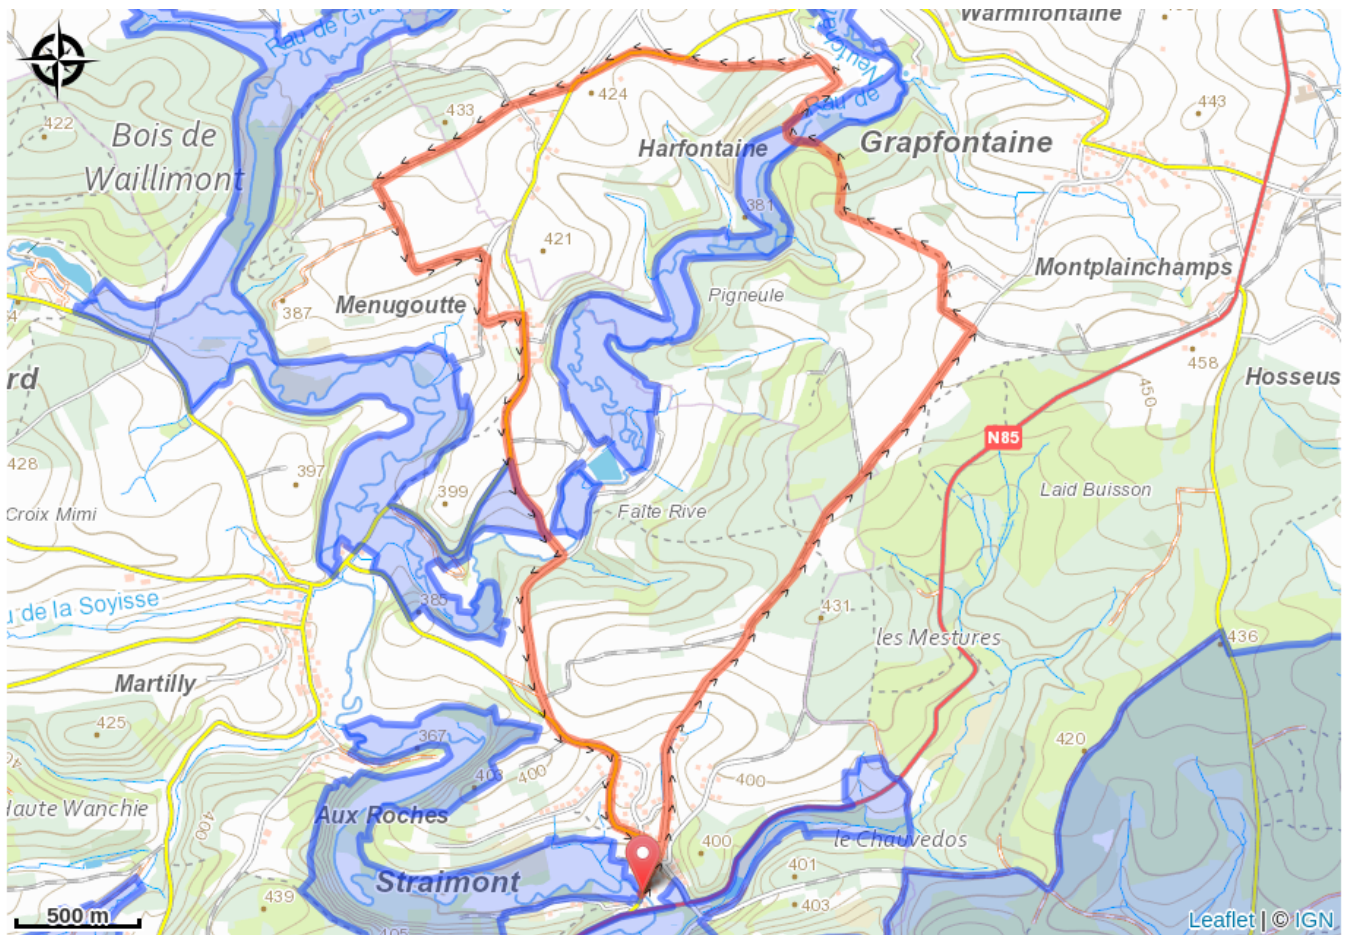 Warmifontaine
Rau de Gra
433
424
443
422
Bois de
Waillimont
Rau de
Harfontaine
Grapfontaine
381
421
Montplainchamps
Pigneule
387
Menugoutte
458
Hosseus
rd
450
N85
428
397
399
Laid Buisson
Croix Mimi
Falte Rive
u de la Soyisse
385
431
les Mestures
436
Martilly
425
367
420
403
400
400
Haute Wanchie
400
Aux Roches
400
le Chauvedos
401
Straimont
439
403
405
500 m
Leaflet | © IGN